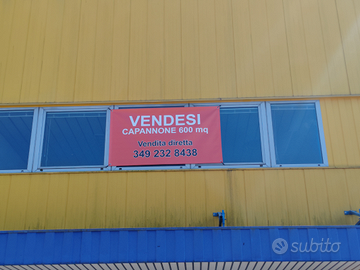 VENDESI
CAPANNONE 600 mq
Vendita diretta
349 232 8438
subito